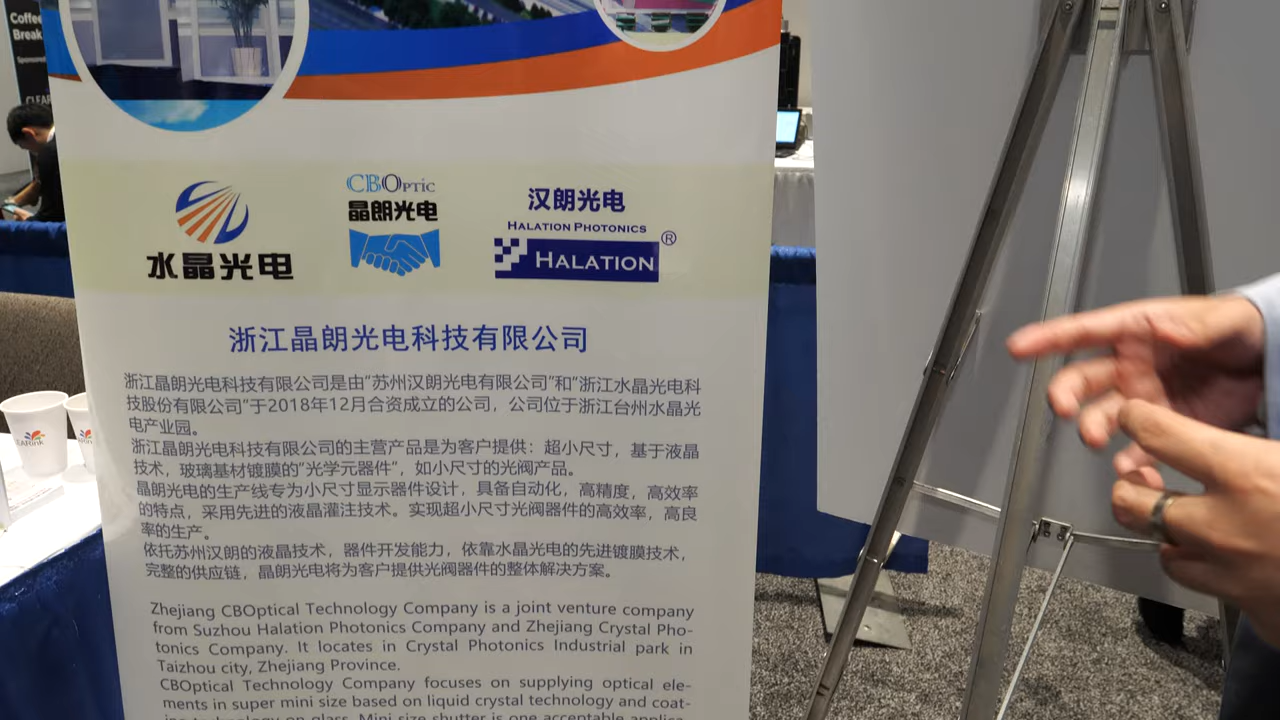 Coffee
Break
CBOPTIC
晶朗光电
水晶光电
汉朗光电
HALATION PHOTONICS
HALATION®
浙江晶朗光电科技有限公司
浙江晶朗光电科技有限公司是由"苏州汉朗光电有限公司"和"浙江水晶光电科
技股份有限公司"于2018年12月合资成立的公司，公司位于浙江台州水晶光
电产业园。
浙江晶朗光电科技有限公司的主营产品是为客户提供：超小尺寸，基于液晶
技术，玻璃基材镀膜的"光学元器件"，如小尺寸的光阀产品。
晶朗光电的生产线专为小尺寸显示器件设计，具备自动化，高精度，高效率
的特点，采用先进的液晶灌注技术。实现超小尺寸光阀器件的高效率，高良
率的生产。
依托苏州汉朗的液晶技术，器件开发能力，依靠水晶光电的先进镀膜技术，
完整的供应链，晶朗光电将为客户提供光阀器件的整体解决方案。
Zhejiang CBOptical Technology Company is a joint venture company
from Suzhou Halation Photonics Company and Zhejiang Crystal Pho-
tonics Company. It locates in Crystal Photonics Industrial park in
Taizhou city, Zhejiang Province.
CBOptical Technology Company focuses on supplying optical ele-
ments in super mini size based on liquid crystal technology and coat-
ing technology on glass. Mini size shutter is one acceptable applica-